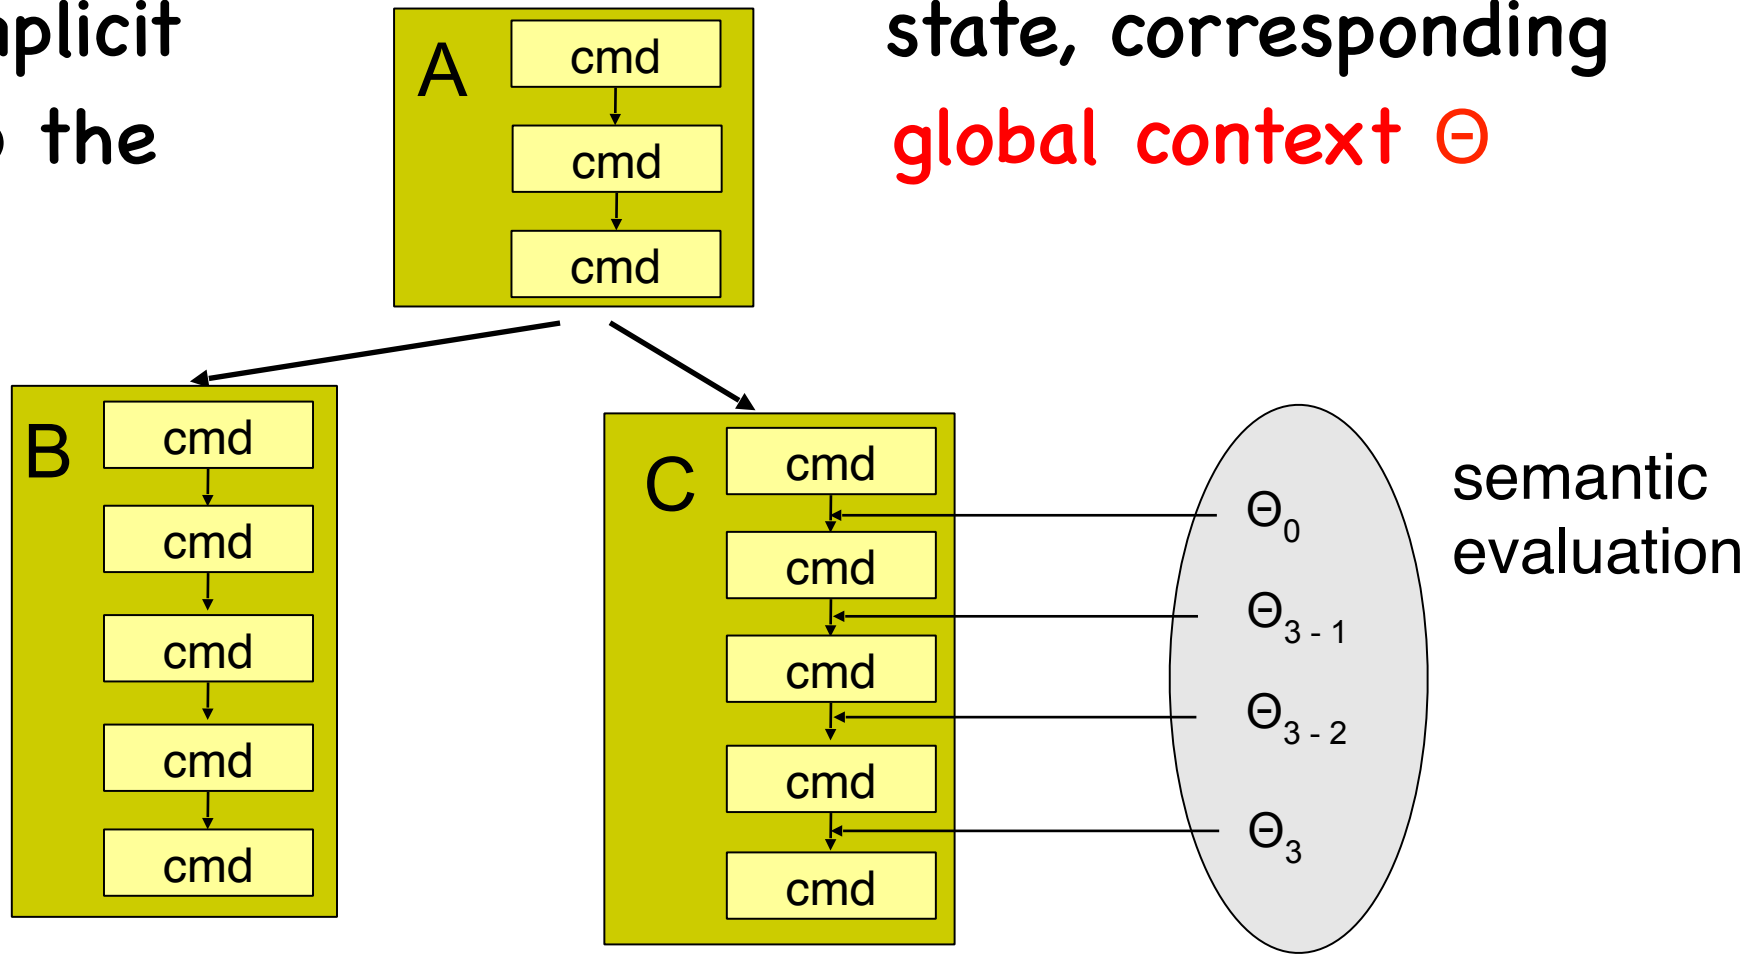 state, corresponding
the
global context Θ
A
cmd
cmd
cmd
B
cmd
cmd
cmd
cmd
cmd
C
cmd
cmd
cmd
cmd
cmd
Θ0
Θ3 - 1
Θ3 - 2
Θ3
semantic
evaluation